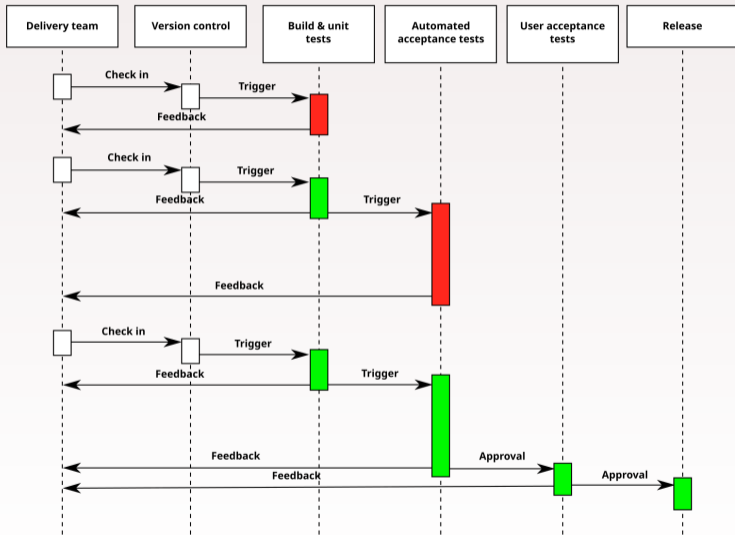 Delivery team
Version control
Build & unit
tests
Automated
acceptance tests
User acceptance
tests
Release
Check in
Trigger
Feedback
Check in
Trigger
Feedback
Trigger
Feedback
Check in
Trigger
Feedback
Trigger
Feedback
Approval
Feedback
Approval